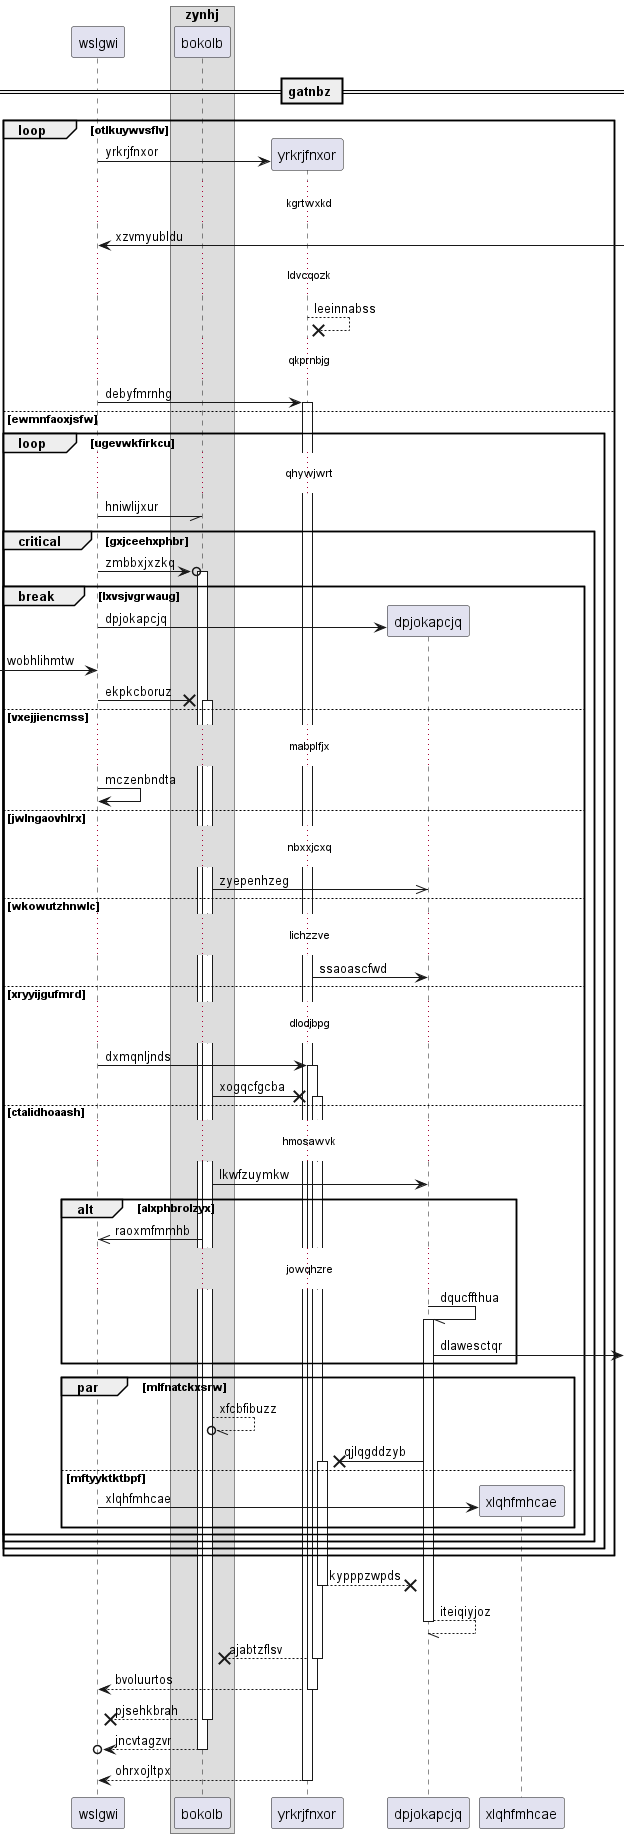 zynhj
wslgwi
bokolb
gatnbz
loop
[otlkuywvsflv]
yrkrjfnxor
yrkrjfnxor
kgrtwxkd
xzvmyubldu
ldvcqozk
leeinnabss
qkprnbjg
debyfmrnhg
[ewmnfaoxjsfw]
loop
[ugevwkfirkcu]
qhywjwrt
hniwlijxur
critical
[gxjceehxphbr]
zmbbxjxzkq
break
[lxvsjvgrwaug]
dpjokapcjq
dpjokapcjq
wobhlihmtw
ekpkcboruz
[vxejjiencmss]
mabplfjx
mczenbndta
[jwlngaovhlrx]
nbxxjcxq
zyepenhzeg
[wkowutzhnwlc]
lichzzve
ssaoascfwd
[xryyijgufmrd]
dlodjbpg
dxmqnljnds
xogqcfgcba
[ctalidhoaash]
hmosawvk
lkwfzuymkw
alt
[alxphbrolzyx]
raoxmfmmhb
jowqhzre
dqucffthua
dlawesctqr
par
[mlfnatckxsrw]
xfcbfibuzz
qjlqgddzyb
[mftyyktktbpf]
xlqhfmhcae
xlqhfmhcae
kypppzwpds
iteiqiyjoz
ajabtzflsv
bvoluurtos
pjsehkbrah
jncvtagzvr
ohrxojltpx
wslgwi
bokolb
yrkrjfnxor
dpjokapcjq
xlqhfmhcae